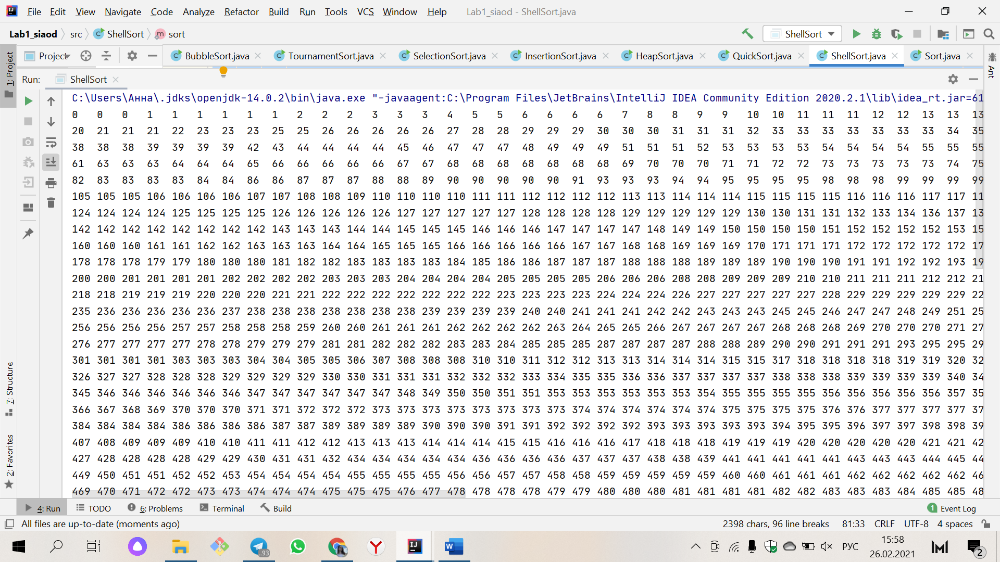 File Edit View Navigate Code Analyze Refactor Build Run Tools VCS Window Help Lab1_siaod - ShellSort.java
Lab1_siaod src ShellSort sort ShellSort
Project BubbleSort.java TournamentSort.java SelectionSort.java InsertionSort.java HeapSort.java QuickSort.java ShellSort.java Sort.java
1: Project
Ant
Run: ShellSort
C:\Users\Анна\.jdks\openjdk-14.0.2\bin\java.exe "-javaagent:C:\Program Files\JetBrains\IntelliJ IDEA Community Edition 2020.2.1\lib\idea_rt.jar=61
0 0 0 1 1 1 1 1 1 2 2 2 3 3 3 4 5 5 6 6 6 6 7 8 8 9 9 10 10 11 11 11 12 12 13 13 13
20 21 21 21 22 23 23 23 25 25 26 26 26 26 26 27 28 28 29 29 29 30 30 30 31 31 31 32 33 33 33 33 33 33 33 34 35
38 38 38 39 39 39 39 42 43 44 44 44 44 45 46 47 47 47 48 49 49 49 51 51 51 52 53 53 53 53 54 54 54 54 55 55 55
61 63 63 63 64 64 64 65 66 66 66 66 66 67 67 68 68 68 68 68 68 68 69 70 70 70 71 71 72 72 73 73 73 73 73 74 75
82 83 83 83 83 84 84 86 86 87 87 87 88 88 89 90 90 90 90 90 91 93 93 93 94 94 95 95 95 95 98 98 98 99 99 99 99
105 105 105 106 106 106 106 107 107 108 108 109 110 110 110 110 111 111 112 112 112 112 113 113 114 114 114 115 115 115 115 116 116 116 117 117 11
124 124 124 124 125 125 125 125 126 126 126 126 126 127 127 127 127 127 128 128 128 128 129 129 129 129 129 130 130 131 131 132 133 134 136 137 13
142 142 142 142 142 142 142 142 143 143 143 144 144 145 145 145 146 146 146 147 147 147 147 148 149 149 150 150 150 150 151 152 152 152 152 153 15
160 160 160 161 161 162 162 163 163 163 164 164 165 165 165 166 166 166 166 166 167 167 168 168 169 169 169 170 171 171 171 172 172 172 172 172 17
178 178 178 179 179 180 180 180 181 182 182 183 183 183 183 184 185 186 186 187 187 187 188 188 188 189 189 189 190 190 190 191 191 192 192 193 19
200 200 201 201 201 201 202 202 202 202 203 203 203 204 204 204 204 205 205 205 205 206 206 206 208 208 209 209 209 210 210 211 211 211 212 212 21
218 218 219 219 219 220 220 220 221 221 222 222 222 222 222 222 222 223 223 223 223 224 224 224 226 227 227 227 227 227 228 229 229 229 229 229 22
235 236 236 236 236 236 237 238 238 238 238 238 238 238 239 239 239 239 240 240 241 241 241 242 242 243 243 243 245 245 246 247 247 248 249 251 25
256 256 256 256 257 257 258 258 258 259 260 260 261 261 261 262 262 262 262 263 264 265 265 266 267 267 267 267 268 268 268 269 270 270 270 271 27
276 277 277 277 277 278 278 279 279 279 281 281 282 282 282 283 283 284 285 285 285 287 287 287 287 288 288 289 290 290 291 291 291 293 295 295 29
301 301 301 301 303 303 303 304 304 305 305 306 307 308 308 308 310 310 311 312 312 313 313 314 314 314 315 315 317 318 318 318 318 319 319 320 32
326 327 327 328 328 328 329 329 329 329 330 330 331 331 331 332 332 332 333 334 335 335 336 336 337 337 337 337 338 338 338 339 339 339 339 340 34
345 346 346 346 346 346 346 347 347 347 347 347 347 348 349 350 350 351 351 353 353 353 353 353 353 354 355 355 355 355 356 356 356 356 356 357 35
366 367 368 369 370 370 370 371 371 372 372 372 373 373 373 373 373 373 373 373 374 374 374 374 374 374 375 375 375 375 376 376 377 377 377 377 37
384 384 384 384 386 386 386 386 387 387 389 389 389 389 390 390 390 391 391 392 392 392 392 393 393 393 393 393 394 395 395 396 397 397 398 398 39
407 408 409 409 409 410 410 411 411 412 412 413 413 413 414 414 414 415 415 416 416 416 417 418 418 418 419 419 419 420 420 420 420 420 421 421 42
427 428 428 428 428 429 429 430 431 431 432 434 434 434 434 434 436 436 436 436 437 437 437 438 438 439 441 441 441 441 441 443 443 443 444 445 44
449 450 451 451 452 452 453 454 454 454 454 455 455 455 455 456 456 457 457 458 458 459 459 459 459 459 460 460 461 461 461 462 462 462 462 462 46
469 470 471 472 472 473 473 474 474 474 475 475 475 476 477 478 478 478 478 479 479 480 480 480 481 481 481 481 482 482 483 483 483 484 485 485 48
7: Structure
2: Favorites
4: Run TODO 6: Problems Terminal Build 1 Event Log
All files are up-to-date (moments ago) 2398 chars, 96 line breaks 81:33 CRLF UTF-8 4 spaces
..93 РУС 15:58
26.02.2021 2